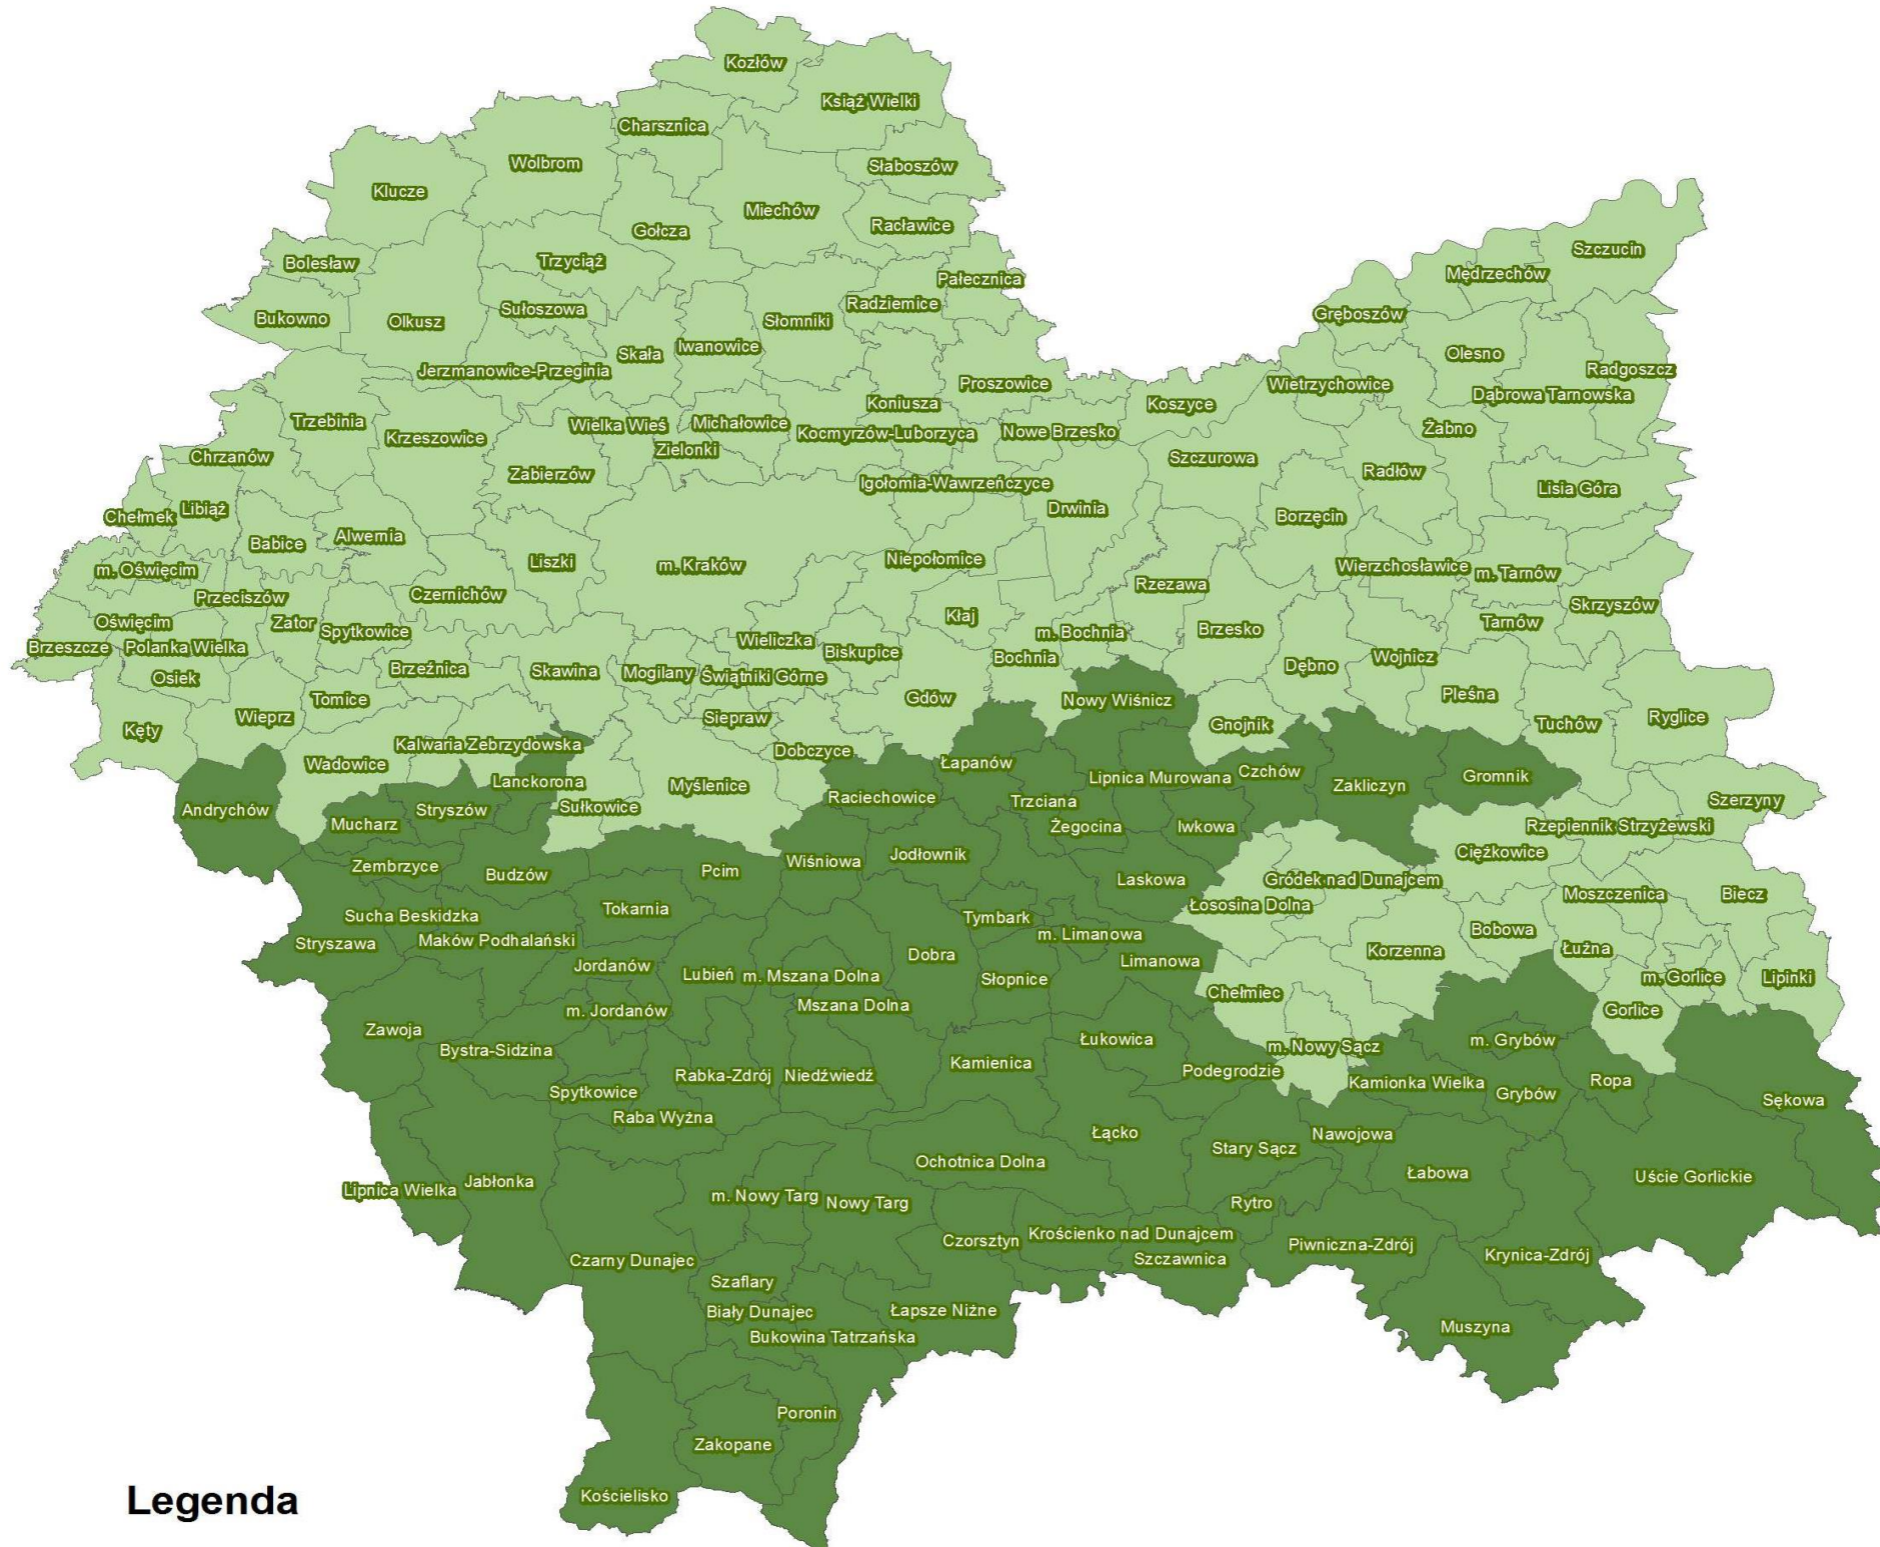 Kozłów
Książ Wielki
Charsznica
Wolbrom
Słaboszów
Klucze
Miechów
Racławice
Gołcza
Szczucin
Bolesław
Trzyciąż
Mędrzechów
Pałecznica
Radziemice
Sułoszowa
Gręboszów
Bukowno
Olkusz
Słomniki
Iwanowice
Skała
Olesno
Jerzmanowice-Przeginia
Radgoszcz
Proszowice
Wietrzychowice
Dąbrowa Tarnowska
Koniusza
Koszyce
Trzebinia
Wielka Wieś
Michałowice
Żabno
Krzeszowice
Kocmyrzów-Luborzyca
Nowe Brzesko
Zielonki
Chrzanów
Szczurowa
Radłów
Zabierzów
Igołomia-Wawrzeńczyce
Lisia Góra
Libiąż
Drwinia
Chełmek
Borzęcin
Babice
Alwernia
Liszki
m. Kraków
Niepołomice
m. Oświęcim
Wierzchosławice
m. Tarnów
Rzezawa
Przeciszów
Czernichów
Skrzyszów
Kłaj
Oświęcim
Zator
Spytkowice
Tarnów
m. Bochnia
Brzesko
Wieliczka
Brzeszcze
Polanka Wielka
Biskupice
Bochnia
Wojnicz
Dębno
Brzeźnica
Skawina
Mogilany
Świątniki Górne
Osiek
Pleśna
Tomice
Gdów
Nowy Wiśnicz
Wieprz
Siepraw
Ryglice
Tuchów
Gnojnik
Kęty
Kalwaria Zebrzydowska
Dobczyce
Wadowice
Łapanów
Czchów
Gromnik
Lipnica Murowana
Lanckorona
Myślenice
Zakliczyn
Raciechowice
Trzciana
Szerzyny
Andrychów
Stryszów
Sułkowice
Mucharz
Żegocina
Iwkowa
Rzepiennik Strzyżewski
Jodłownik
Ciężkowice
Wiśniowa
Zembrzyce
Pcim
Budzów
Laskowa
Gródek nad Dunajcem
Moszczenica
Biecz
Łososina Dolna
Tokarnia
Sucha Beskidzka
Tymbark
Bobowa
m. Limanowa
Stryszawa
Maków Podhalański
Łużna
Korzenna
Dobra
Limanowa
Jordanów
Lubień
m. Mszana Dolna
Słopnice
m. Gorlice
Lipinki
Chełmiec
Mszana Dolna
m. Jordanów
Gorlice
Zawoja
Łukowica
m. Grybów
m. Nowy Sącz
Bystra-Sidzina
Kamienica
Podegrodzie
Rabka-Zdrój
Niedźwiedź
Kamionka Wielka
Ropa
Spytkowice
Grybów
Sękowa
Raba Wyżna
Łącko
Nawojowa
Stary Sącz
Ochotnica Dolna
Łabowa
Uście Gorlickie
Jabłonka
Lipnica Wielka
m. Nowy Targ
Nowy Targ
Rytro
Krościenko nad Dunajcem
Czorsztyn
Piwniczna-Zdrój
Krynica-Zdrój
Czarny Dunajec
Szczawnica
Szaflary
Biały Dunajec
Łapsze Niżne
Muszyna
Bukowina Tatrzańska
Poronin
Zakopane
Kościelisko
Legenda